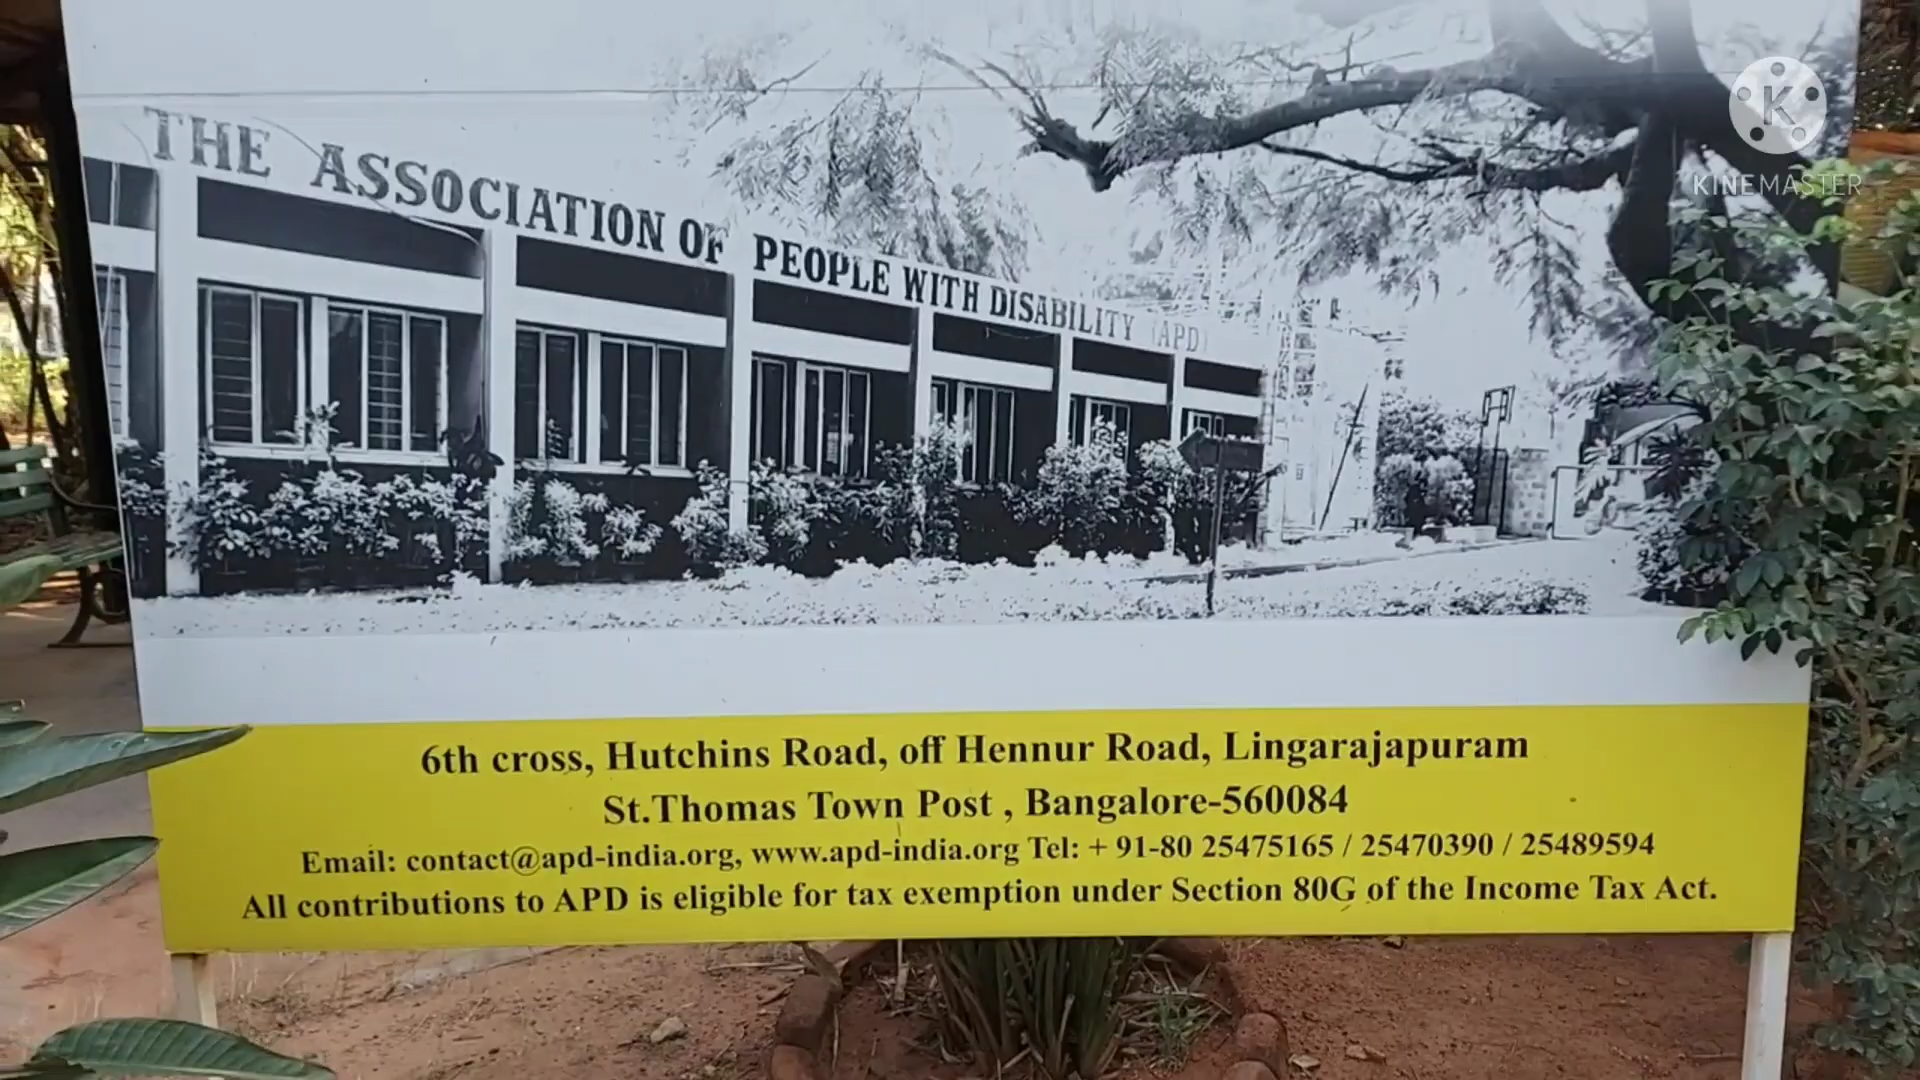 THE ASSOCIATION OF PEOPLE WITH DISABILITY (APD)
K
KINEMASTER
6th cross, Hutchins Road, off Hennur Road, Lingarajapuram
St.Thomas Town Post , Bangalore-560084
Email: contact@apd-india.org, www.apd-india.org Tel: + 91-80 25475165 / 25470390 / 25489594
All contributions to APD is eligible for tax exemption under Section 80G of the Income Tax Act.